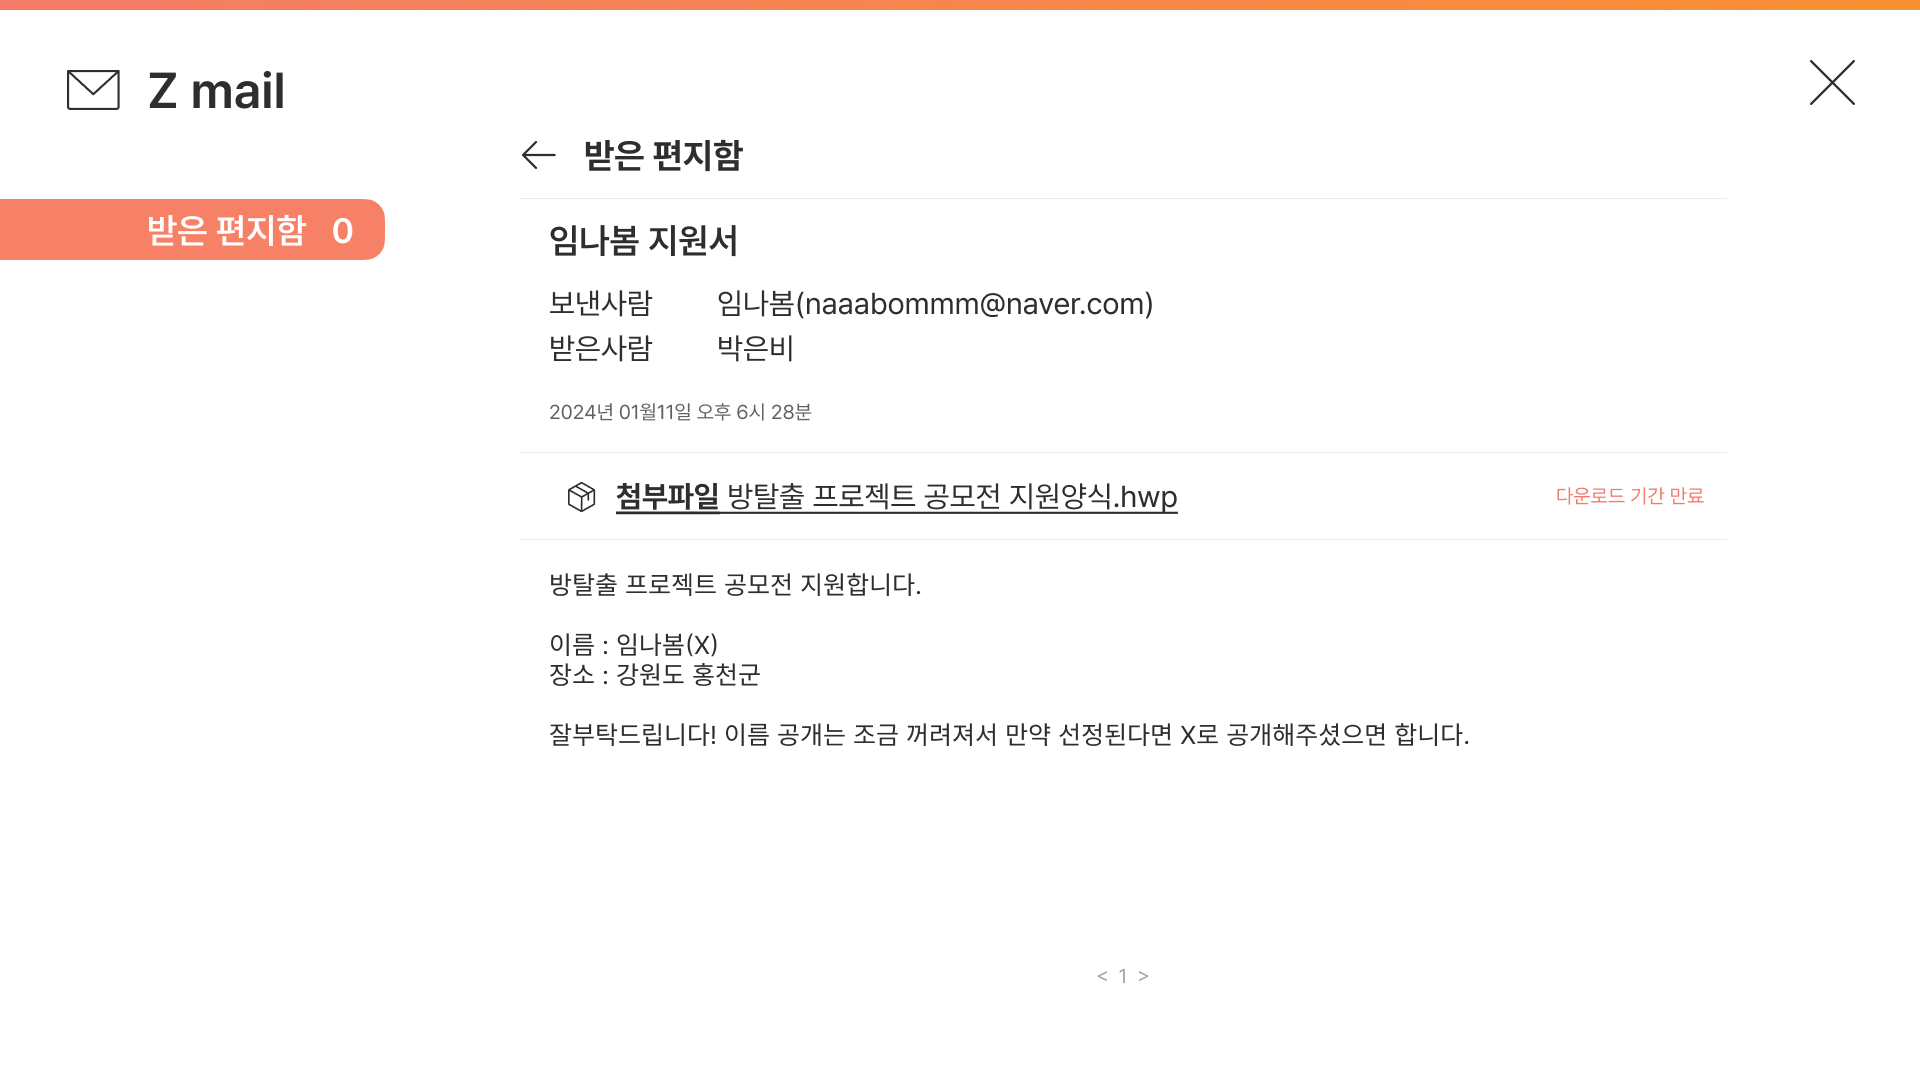 Z mail
받은 편지함 0
받은 편지함
임나봄 지원서
보낸사람 임나봄(naaabommm@naver.com)
받은사람 박은비
2024년 01월11일 오후 6시 28분
첨부파일 방탈출 프로젝트 공모전 지원양식.hwp 다운로드 기간 만료
방탈출 프로젝트 공모전 지원합니다.
이름 : 임나봄(X)
장소 : 강원도 홍천군
잘부탁드립니다! 이름 공개는 조금 꺼려져서 만약 선정된다면 X로 공개해주셨으면 합니다.
< 1 >